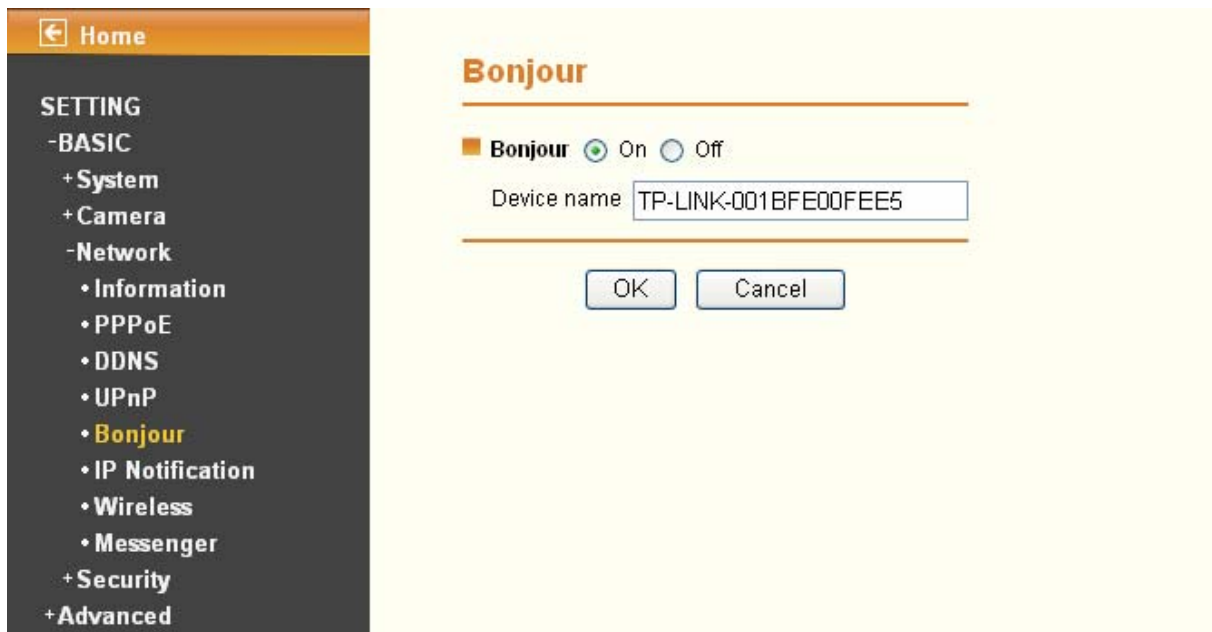 Home
SETTING
-BASIC
+System
+Camera
-Network
•Information
•PPPoE
•DDNS
•UPnP
•Bonjour
•IP Notification
•Wireless
•Messenger
+Security
+Advanced
Bonjour
Bonjour On Off
Device name TP-LINK-001BFE00FEE5
OK Cancel